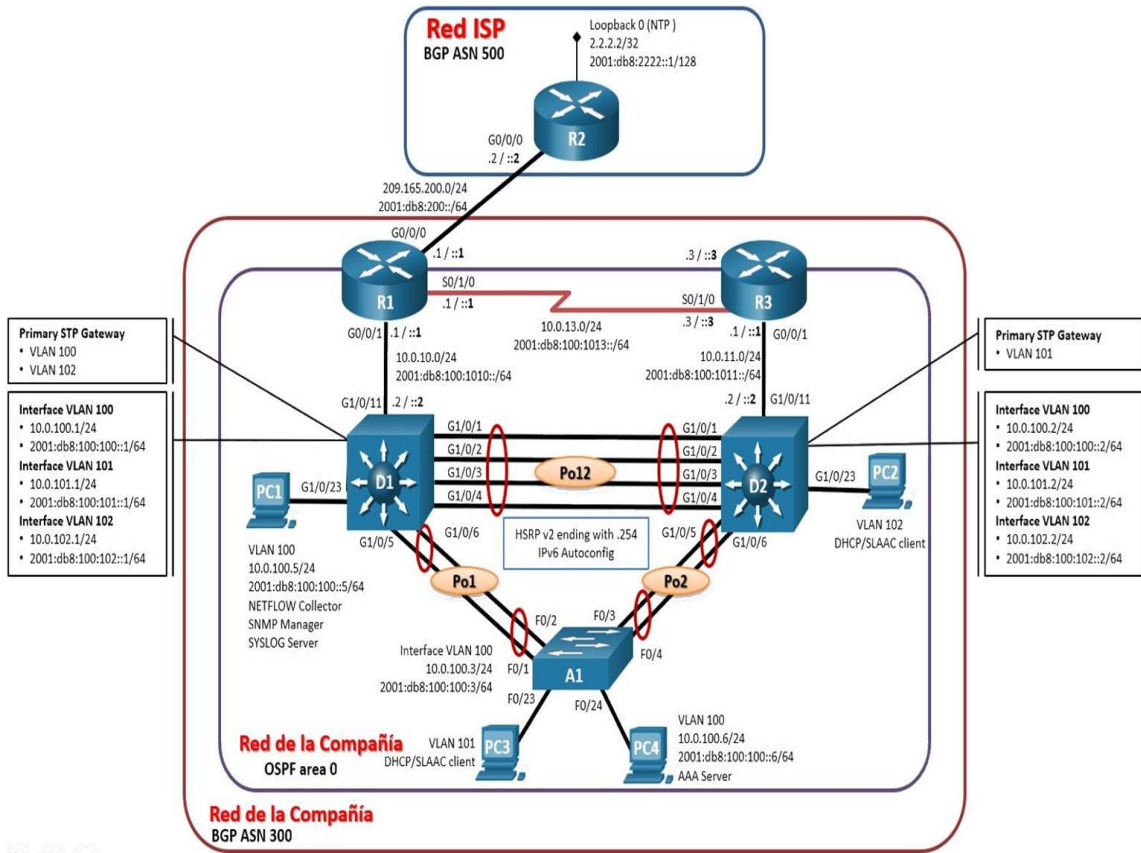 Red ISP
BGP ASN 500
Loopback 0 (NTP )
2.2.2.2/32
2001:db8:2222::1/128
R2
G0/0/0
.2 / ::2
209.165.200.0/24
2001:db8:200::/64
G0/0/0
.1 / ::1
R1
S0/1/0
.1 / ::1
.3 / ::3
R3
S0/1/0
.3 / ::3
10.0.13.0/24
2001:db8:100:1013::/64
G0/0/1
.1 / ::1
10.0.10.0/24
2001:db8:100:1010::/64
.2 / ::2
G1/0/11
.1 / ::1
G0/0/1
10.0.11.0/24
2001:db8:100:1011::/64
.2 / ::2
G1/0/11
Primary STP Gateway
• VLAN 100
• VLAN 102
Interface VLAN 100
• 10.0.100.1/24
• 2001:db8:100:100::1/64
Interface VLAN 101
• 10.0.101.1/24
• 2001:db8:100:101::1/64
Interface VLAN 102
• 10.0.102.1/24
• 2001:db8:100:102::1/64
Primary STP Gateway
• VLAN 101
Interface VLAN 100
• 10.0.100.2/24
• 2001:db8:100:100::2/64
Interface VLAN 101
• 10.0.101.2/24
• 2001:db8:100:101::2/64
Interface VLAN 102
• 10.0.102.2/24
• 2001:db8:100:102::2/64
D1
G1/0/1
G1/0/2
G1/0/3
G1/0/4
Po12
G1/0/1
G1/0/2
G1/0/3
G1/0/4
D2
PC1
G1/0/23
VLAN 100
10.0.100.5/24
2001:db8:100:100::5/64
NETFLOW Collector
SNMP Manager
SYSLOG Server
G1/0/23
PC2
VLAN 102
DHCP/SLAAC client
G1/0/5
G1/0/6
Po1
HSRP v2 ending with .254
IPv6 Autoconfig
G1/0/5
G1/0/6
Po2
F0/2
F0/1
F0/3
F0/4
A1
Interface VLAN 100
10.0.100.3/24
2001:db8:100:100:3/64
F0/23
F0/24
VLAN 101
DHCP/SLAAC client
PC3
PC4
VLAN 100
10.0.100.6/24
2001:db8:100:100::6/64
AAA Server
Red de la Compañía
OSPF area 0
Red de la Compañía
BGP ASN 300